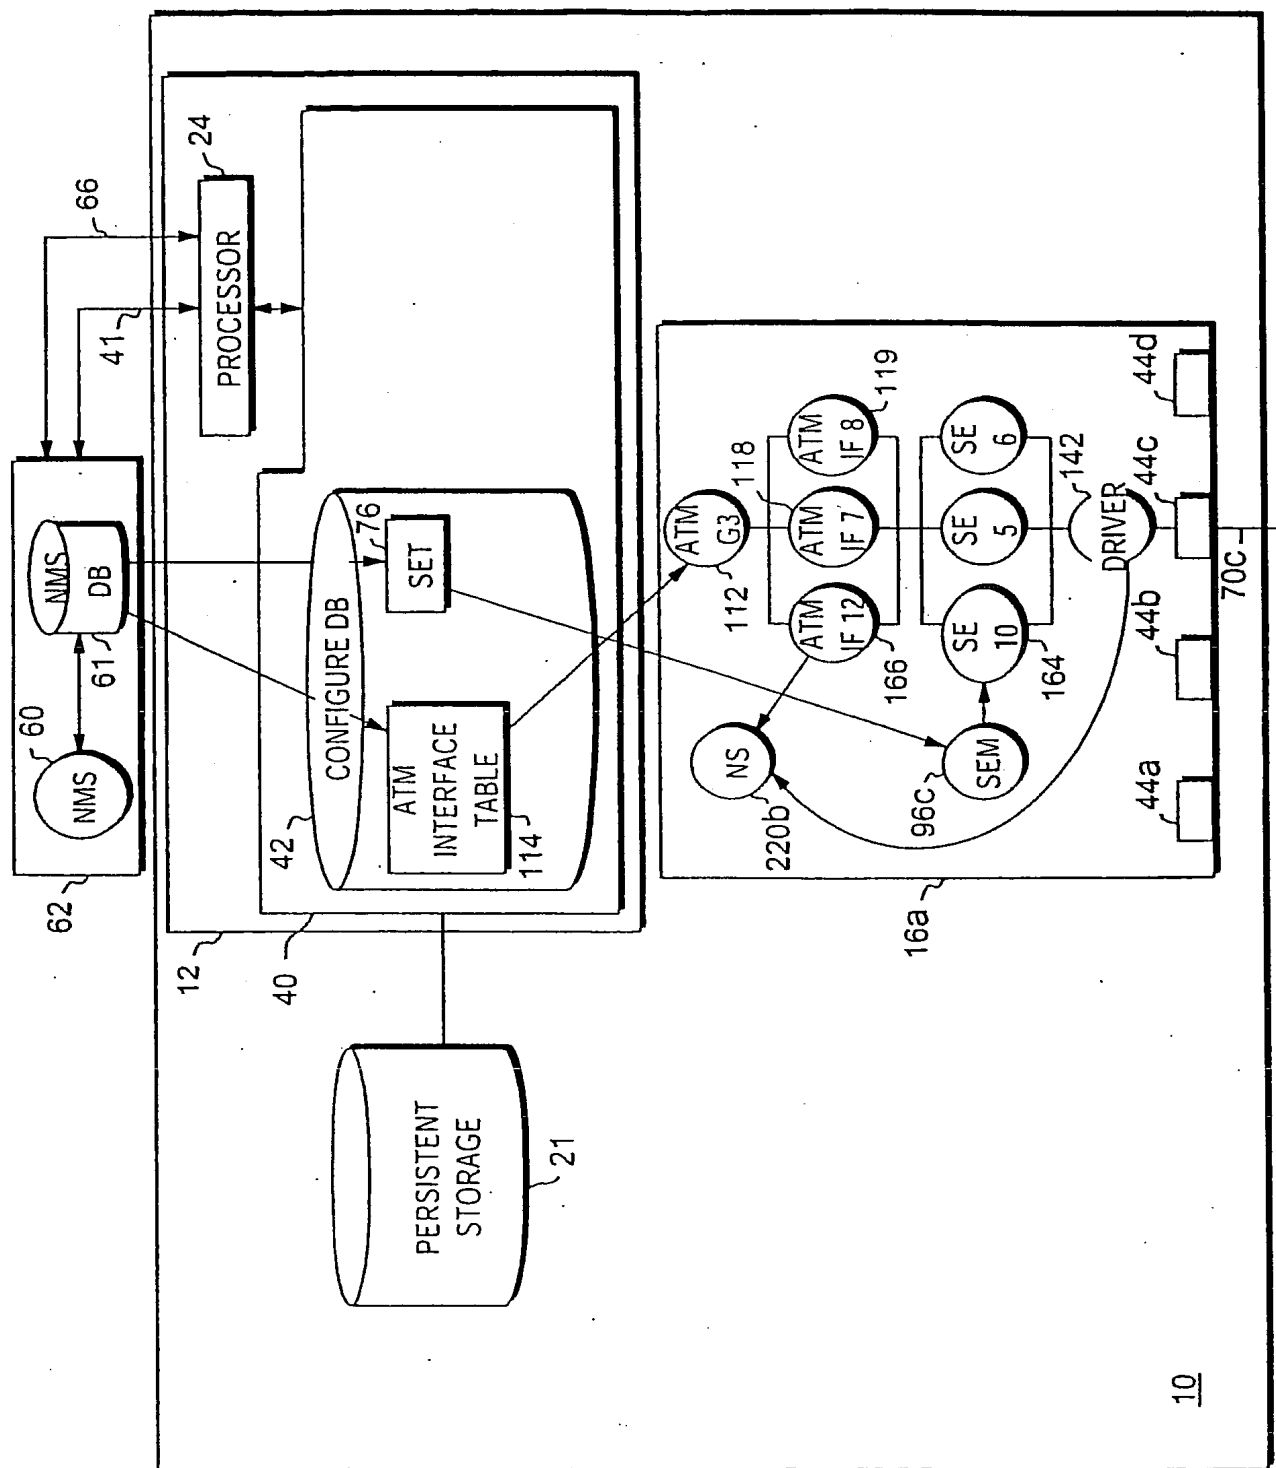 62
60
NMS
61
NMS
DB
41
66
12
40
42
CONFIGURE DB
ATM
INTERFACE
TABLE
114
SET
76
PROCESSOR
24
PERSISTENT
STORAGE
21
16a
NS
220b
ATM
G3
112
ATM
IF 12
166
ATM
IF 7
118
ATM
IF 8
119
SEM
96c
SE
10
164
SE
5
SE
6
DRIVER
142
44a
44b
44c
44d
70c
10